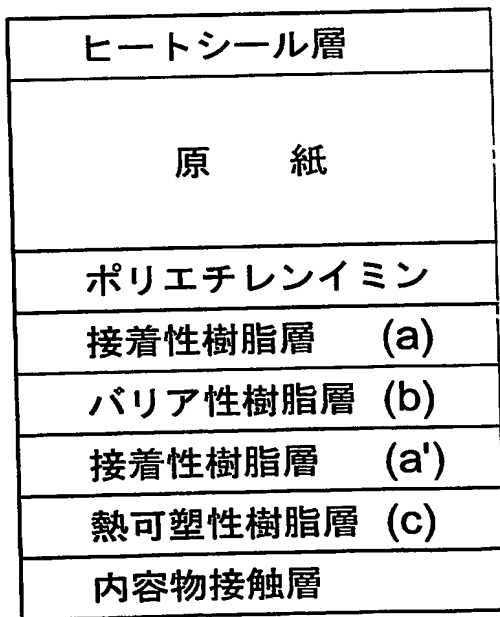 ヒートシール層
原 紙
ポリエチレンイミン
接着性樹脂層 (a)
バリア性樹脂層 (b)
接着性樹脂層 (a')
熱可塑性樹脂層 (c)
内容物接触層